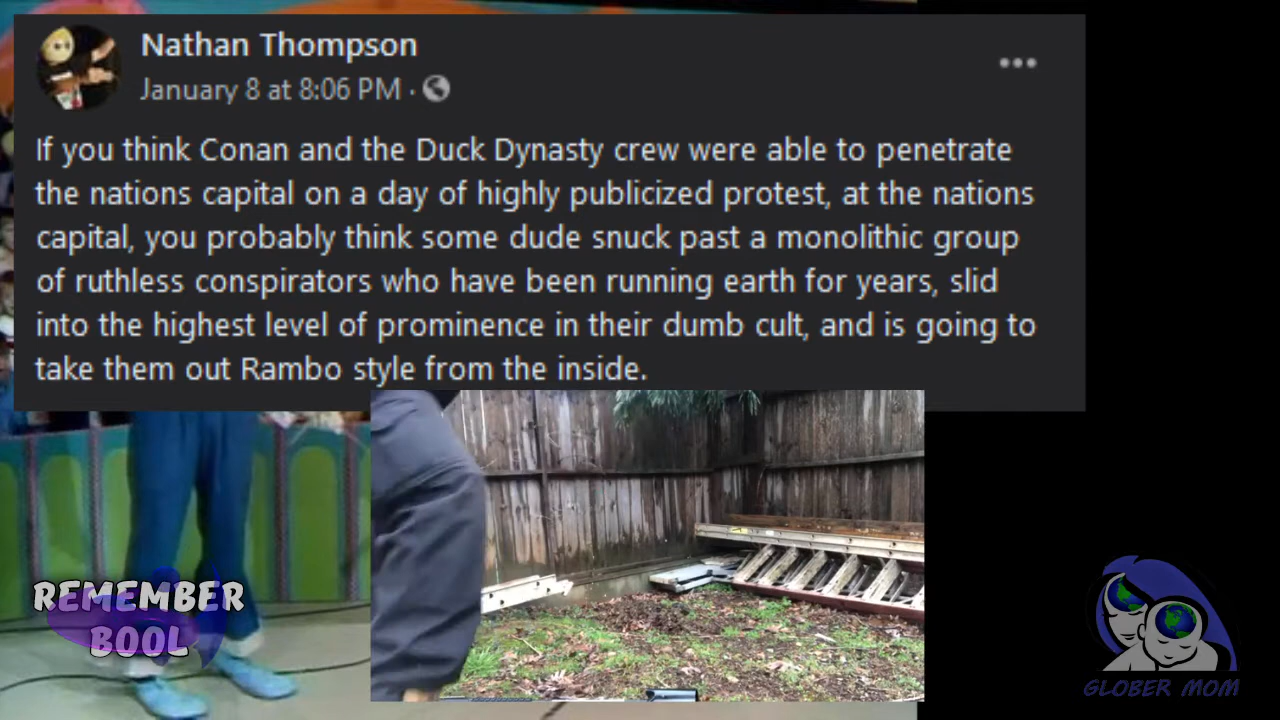 Nathan Thompson
January 8 at 8:06 PM ·
If you think Conan and the Duck Dynasty crew were able to penetrate
the nations capital on a day of highly publicized protest, at the nations
capital, you probably think some dude snuck past a monolithic group
of ruthless conspirators who have been running earth for years, slid
into the highest level of prominence in their dumb cult, and is going to
take them out Rambo style from the inside.
REMEMBER
BOOL
GLOBER MOM